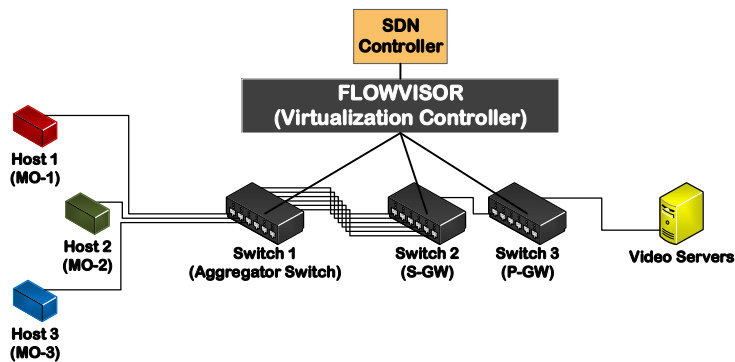 SDN
Controller
FLOWVISOR
(Virtualization Controller)
Host 1
(MO-1)
Host 2
(MO-2)
Host 3
(MO-3)
Switch 1
(Aggregator Switch)
Switch 2
(S-GW)
Switch 3
(P-GW)
Video Servers